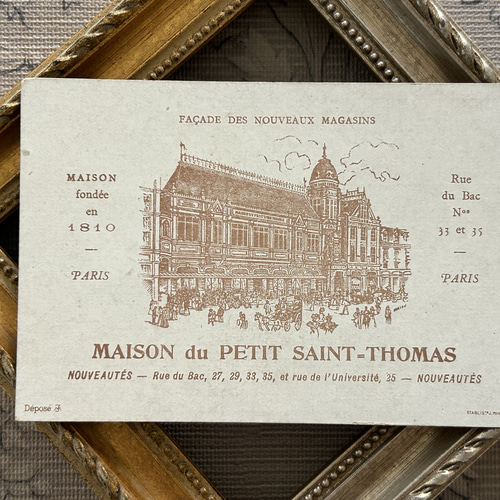 FAÇADE DES NOUVEAUX MAGASINS
MAISON
fondée
en
1810
—
PARIS
Rue
du Bac
Nos
33 et 35
—
PARIS
MAISON du PETIT SAINT-THOMAS
NOUVEAUTÉS — Rue du Bac, 27, 29, 33, 35, et rue de l'Université, 25 — NOUVEAUTÉS
Déposé